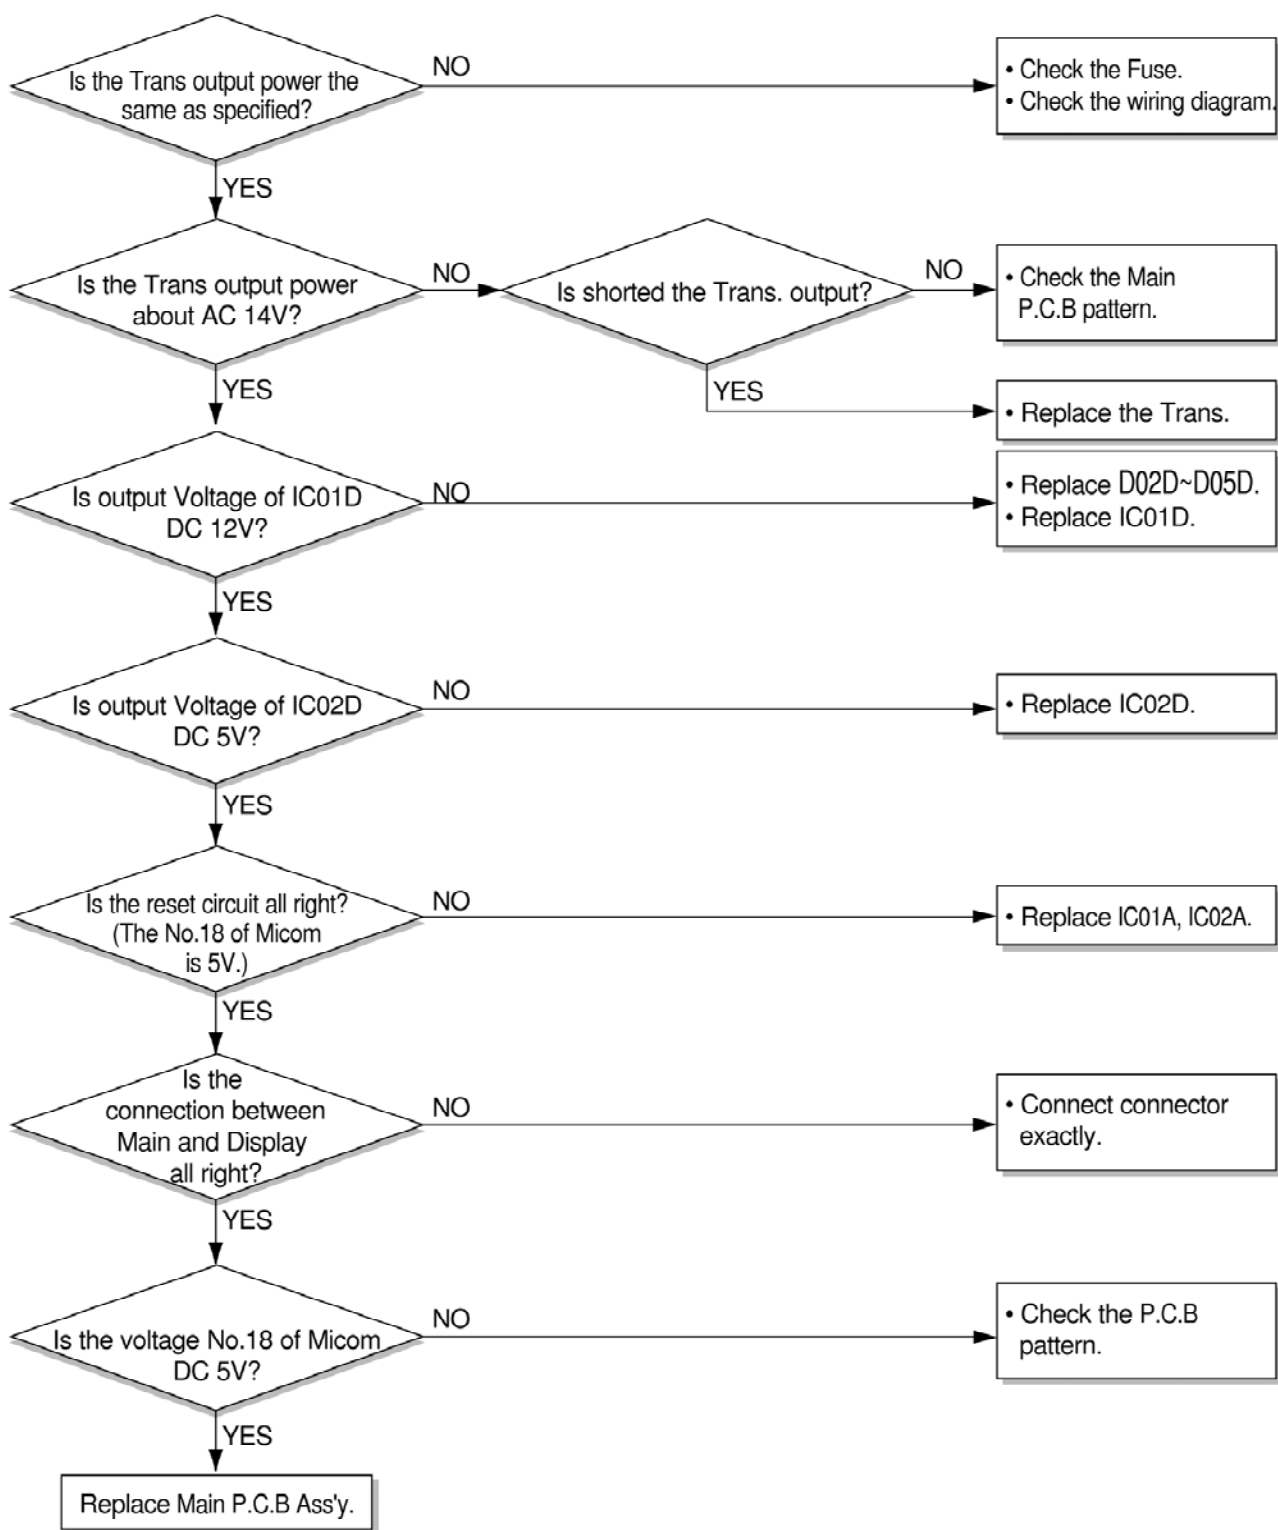 Is the Trans output power the
same as specified?
NO
• Check the Fuse.
• Check the wiring diagram.
YES
Is the Trans output power
about AC 14V?
NO
Is shorted the Trans. output?
NO
• Check the Main
P.C.B pattern.
YES
• Replace the Trans.
YES
Is output Voltage of IC01D
DC 12V?
NO
• Replace D02D~D05D.
• Replace IC01D.
YES
Is output Voltage of IC02D
DC 5V?
NO
• Replace IC02D.
YES
Is the reset circuit all right?
(The No.18 of Micom
is 5V.)
NO
• Replace IC01A, IC02A.
YES
Is the
connection between
Main and Display
all right?
NO
• Connect connector
exactly.
YES
Is the voltage No.18 of Micom
DC 5V?
NO
• Check the P.C.B
pattern.
YES
Replace Main P.C.B Ass'y.